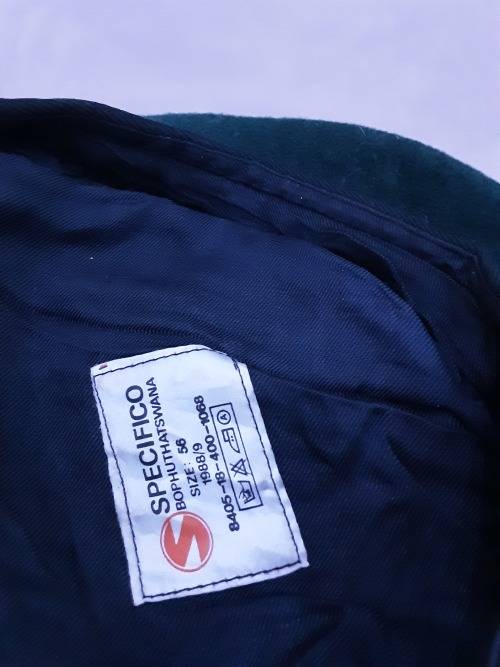 SPECIFICO
BOPHUTHATSWANA
SIZE: 56
1988/9
8405-18-400-1068
A